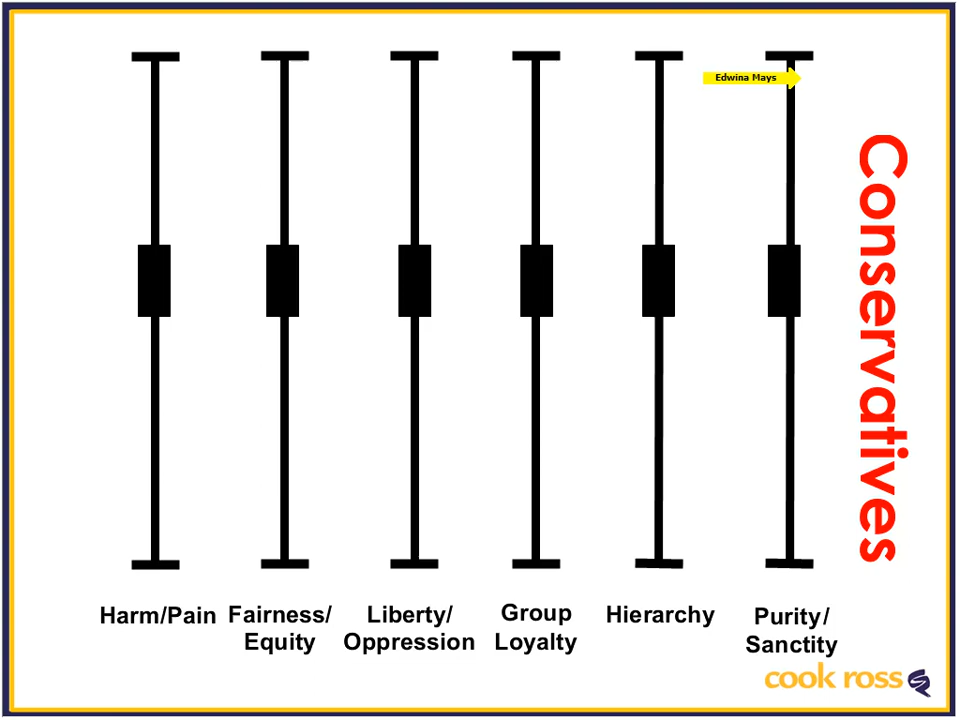 Edwina Mays
Conservatives
Harm/Pain
Fairness/
Equity
Liberty/
Oppression
Group
Loyalty
Hierarchy
Purity/
Sanctity
cook ross